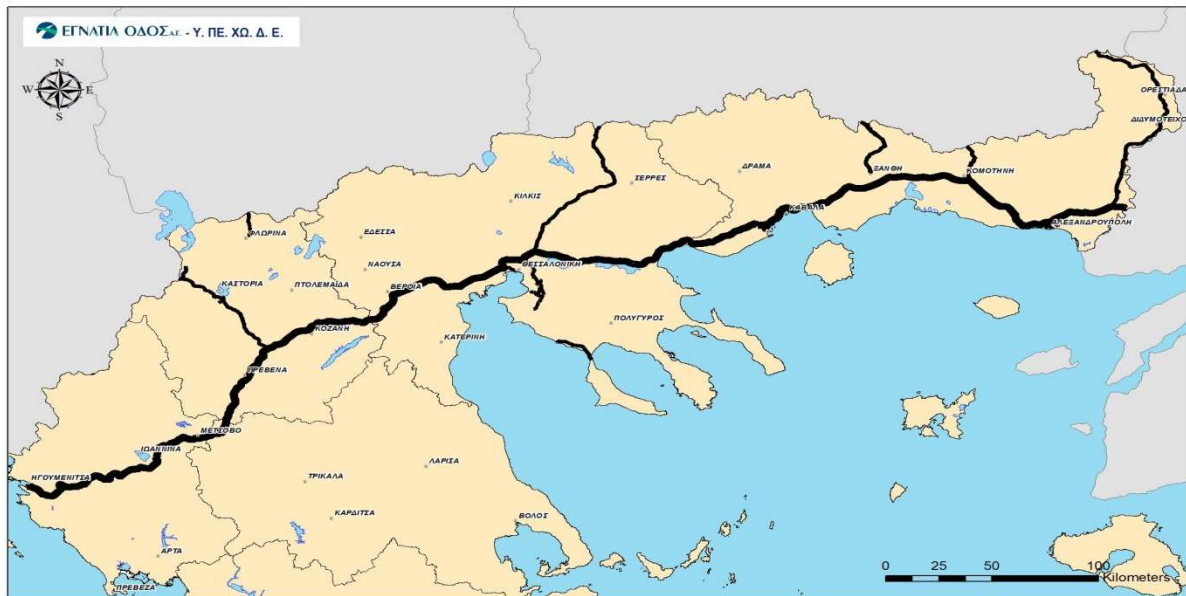 ΕΓΝΑΤΙΑ ΟΔΟΣ Α.Ε. - Υ. ΠΕ. ΧΩ. Δ. Ε.
N
W E
S
ΟΡΕΣΤΙΑΔΑ
ΔΙΔΥΜΟΤΕΙΧΟ
ΔΡΑΜΑ
ΞΑΝΘΗ
ΚΟΜΟΤΗΝΗ
ΣΕΡΡΕΣ
ΚΙΛΚΙΣ
ΚΑΒΑΛΑ
ΑΛΕΞΑΝΔΡΟΥΠΟΛΗ
ΦΛΩΡΙΝΑ
ΕΔΕΣΣΑ
ΝΑΟΥΣΑ
ΘΕΣΣΑΛΟΝΙΚΗ
ΚΑΣΤΟΡΙΑ
ΠΤΟΛΕΜΑΪΔΑ
ΒΕΡΟΙΑ
ΠΟΛΥΓΥΡΟΣ
ΚΟΖΑΝΗ
ΚΑΤΕΡΙΝΗ
ΓΡΕΒΕΝΑ
ΜΕΤΣΟΒΟ
ΙΩΑΝΝΙΝΑ
ΗΓΟΥΜΕΝΙΤΣΑ
ΛΑΡΙΣΑ
ΤΡΙΚΑΛΑ
ΚΑΡΔΙΤΣΑ
ΒΟΛΟΣ
ΑΡΤΑ
ΠΡΕΒΕΖΑ
0 25 50 100
Kilometers